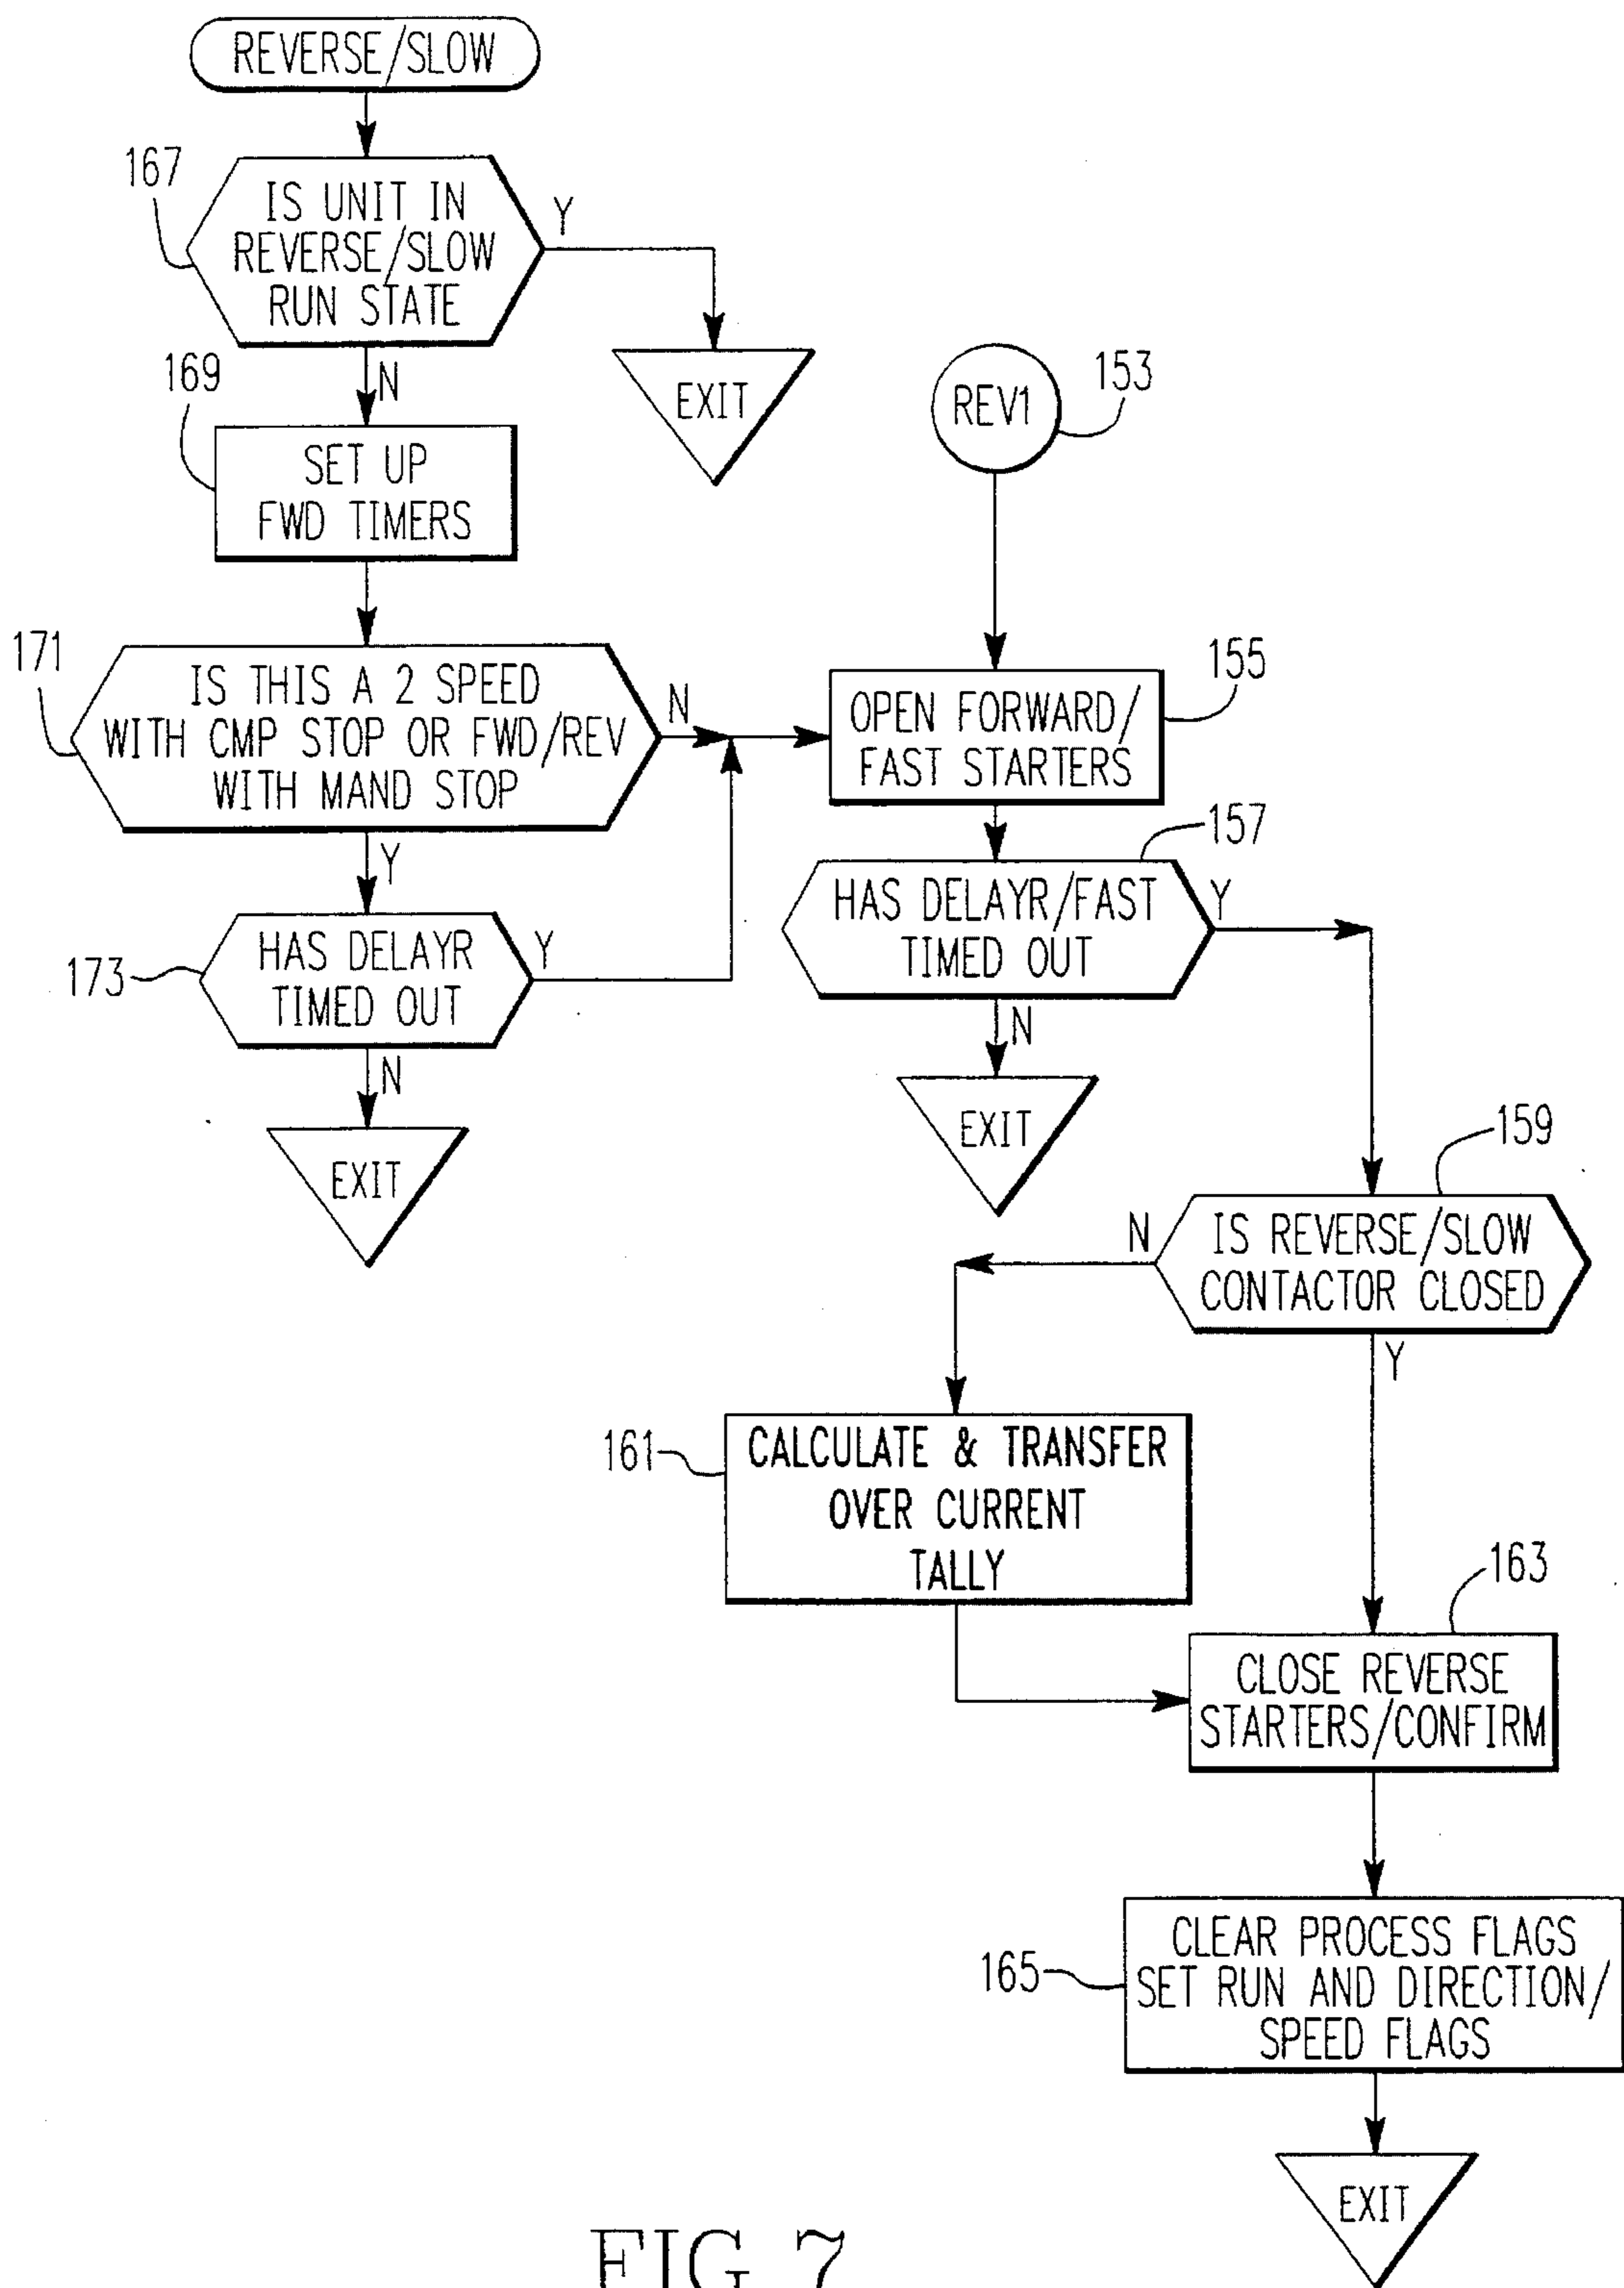 REVERSE/SLOW
167
IS UNIT IN
REVERSE/SLOW
RUN STATE
Y
EXIT
N
169
SET UP
FWD TIMERS
171
IS THIS A 2 SPEED
WITH CMP STOP OR FWD/REV
WITH MAND STOP
N
Y
173
HAS DELAYR
TIMED OUT
Y
N
EXIT
REV1
153
155
OPEN FORWARD/
FAST STARTERS
157
HAS DELAYR/FAST
TIMED OUT
Y
N
EXIT
159
IS REVERSE/SLOW
CONTACTOR CLOSED
N
Y
161
CALCULATE & TRANSFER
OVER CURRENT
TALLY
163
CLOSE REVERSE
STARTERS/CONFIRM
165
CLEAR PROCESS FLAGS
SET RUN AND DIRECTION/
SPEED FLAGS
EXIT
FIG. 7